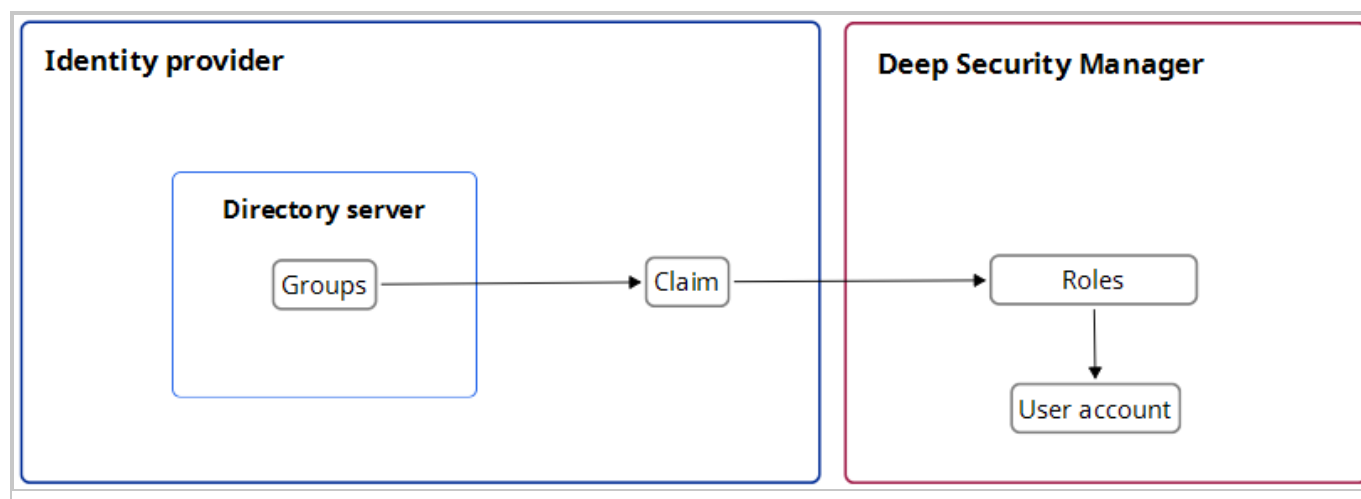 Identity provider
Deep Security Manager
Directory server
Groups
Claim
Roles
User account